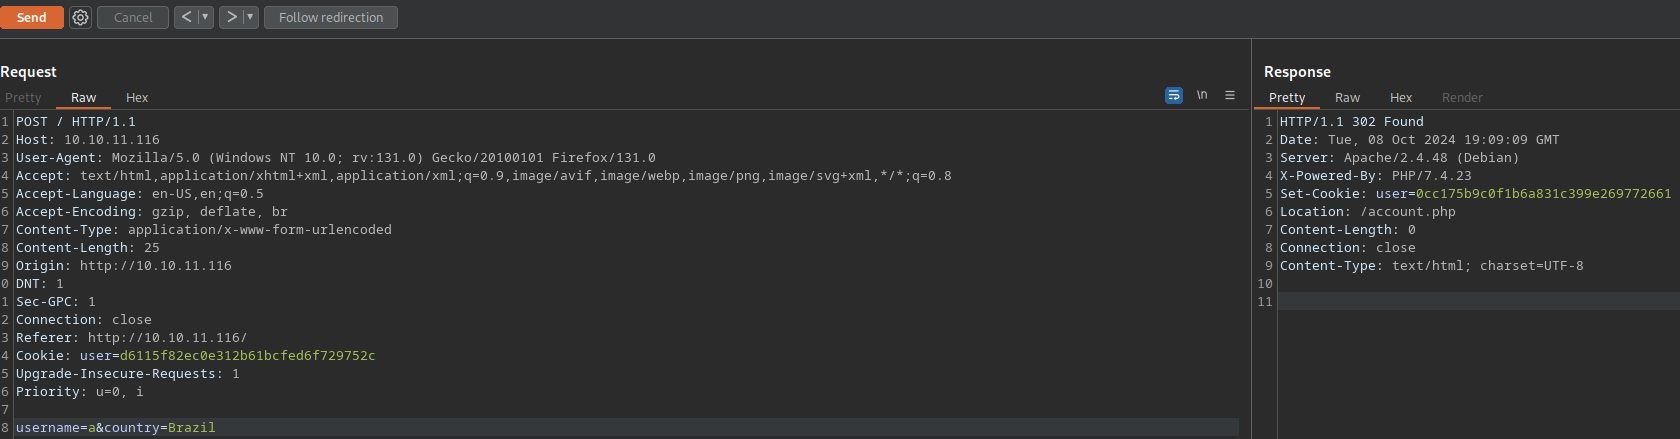 Send Cancel < > Follow redirection
Request
Pretty Raw Hex \n
1 POST / HTTP/1.1
2 Host: 10.10.11.116
3 User-Agent: Mozilla/5.0 (Windows NT 10.0; rv:131.0) Gecko/20100101 Firefox/131.0
4 Accept: text/html,application/xhtml+xml,application/xml;q=0.9,image/avif,image/webp,image/png,image/svg+xml,*/*;q=0.8
5 Accept-Language: en-US,en;q=0.5
6 Accept-Encoding: gzip, deflate, br
7 Content-Type: application/x-www-form-urlencoded
8 Content-Length: 25
9 Origin: http://10.10.11.116
0 DNT: 1
1 Sec-GPC: 1
2 Connection: close
3 Referer: http://10.10.11.116/
4 Cookie: user=d6115f82ec0e312b61bcfed6f729752c
5 Upgrade-Insecure-Requests: 1
6 Priority: u=0, i
7
8 username=a&country=Brazil
Response
Pretty Raw Hex Render
1 HTTP/1.1 302 Found
2 Date: Tue, 08 Oct 2024 19:09:09 GMT
3 Server: Apache/2.4.48 (Debian)
4 X-Powered-By: PHP/7.4.23
5 Set-Cookie: user=0cc175b9c0f1b6a831c399e269772661
6 Location: /account.php
7 Content-Length: 0
8 Connection: close
9 Content-Type: text/html; charset=UTF-8
10
11